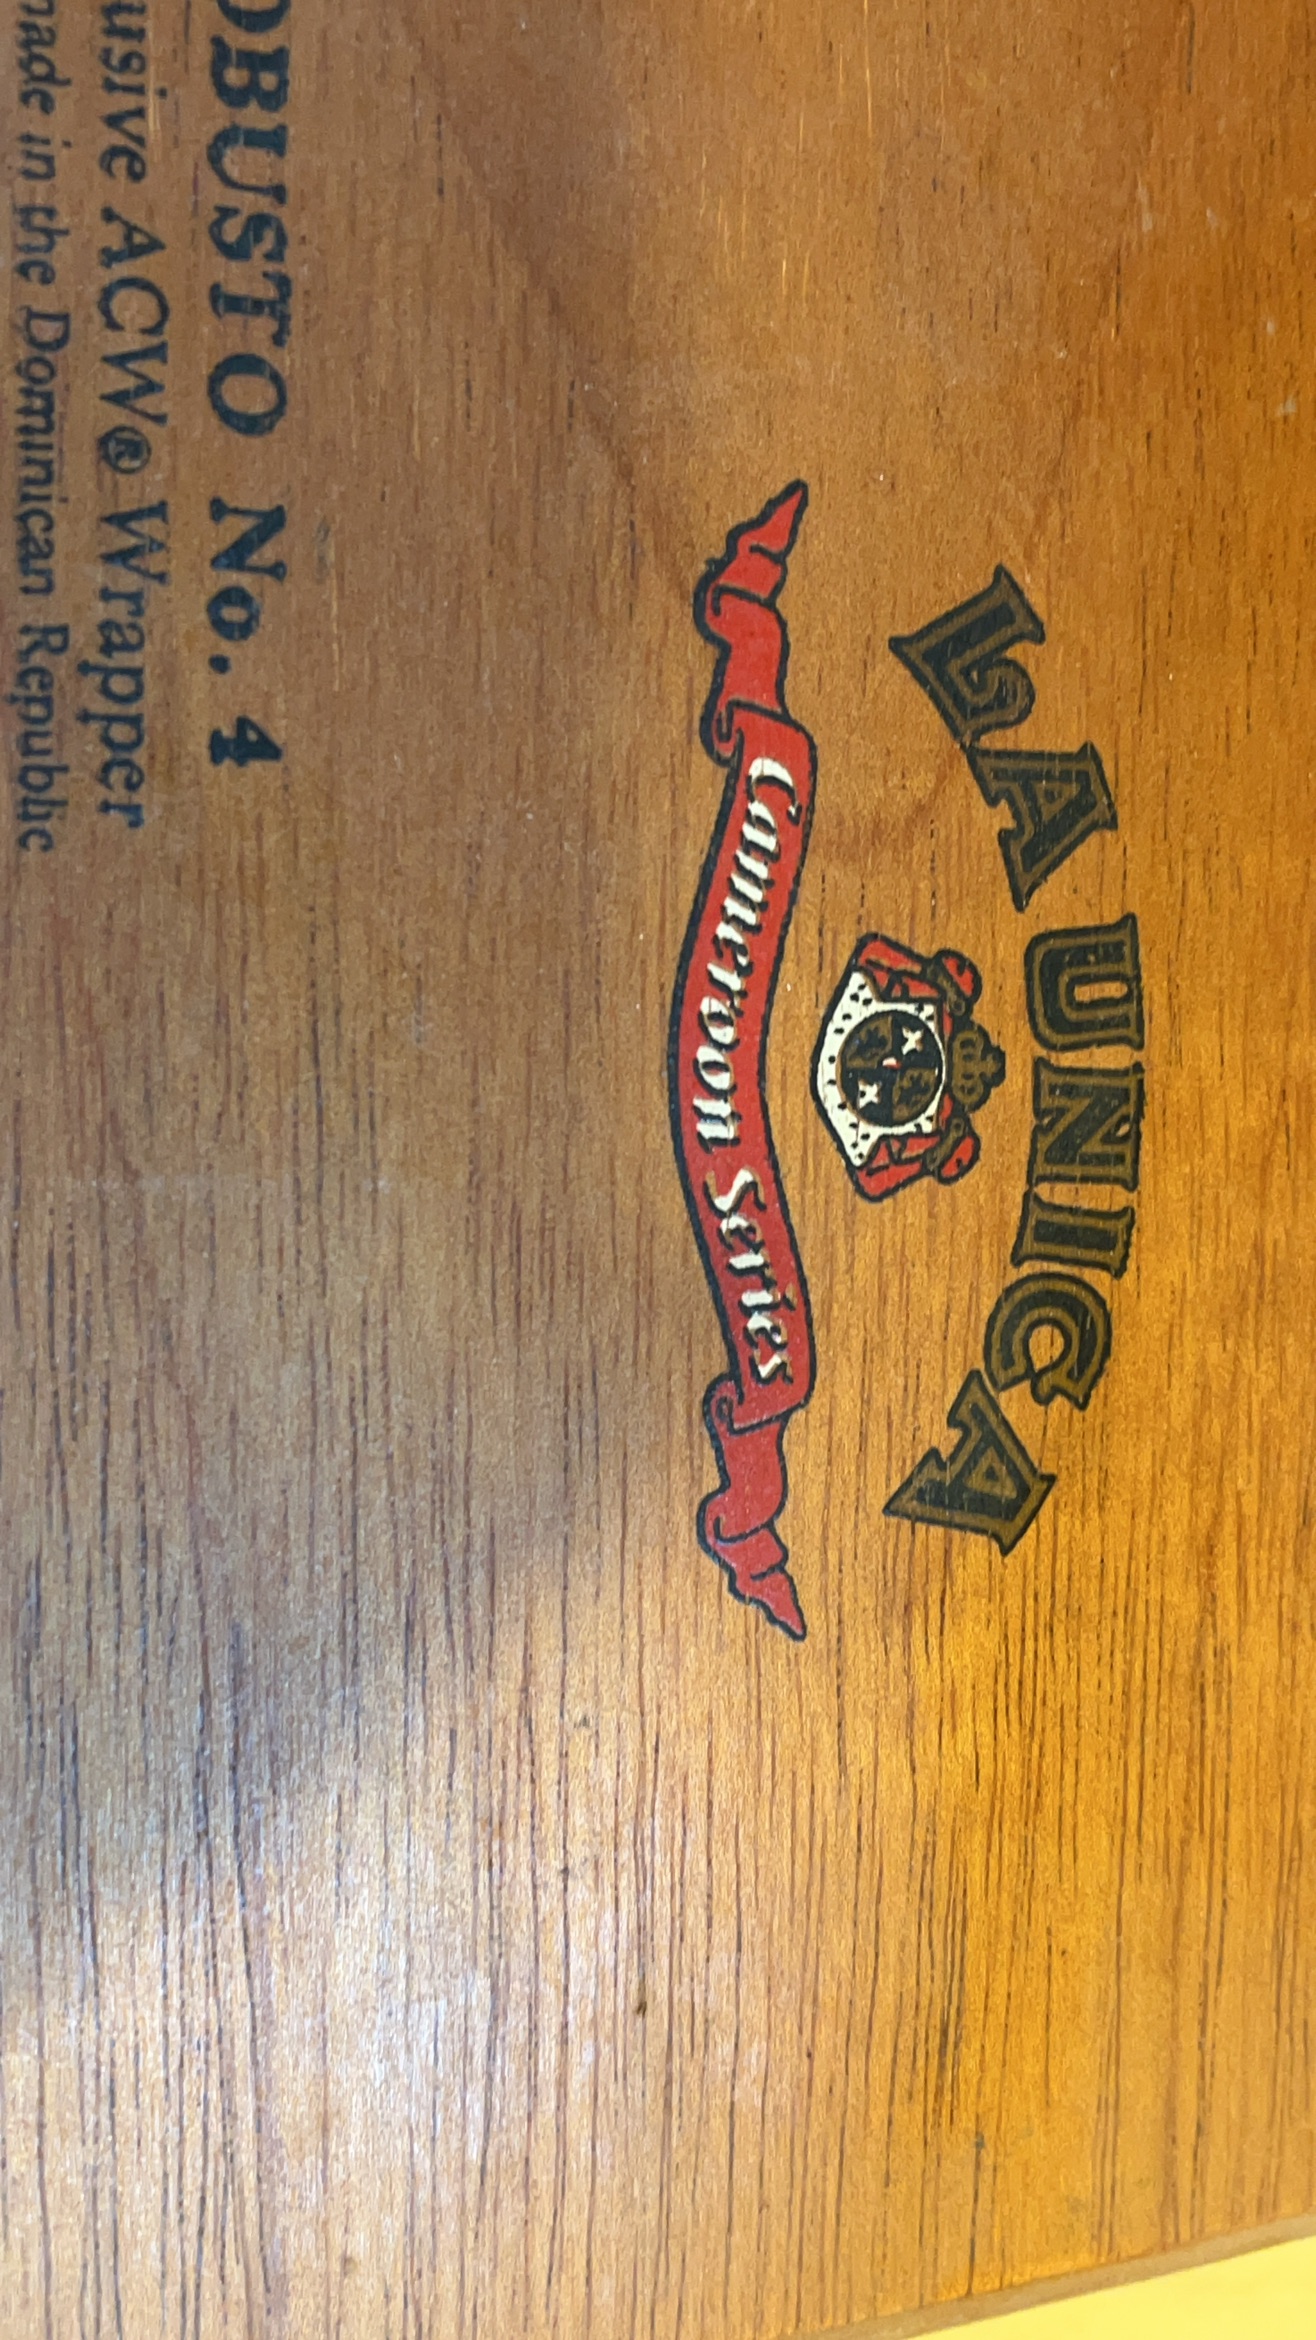 LA UNICA
Cameroon Series
OBUSTO No. 4
usive ACW® Wrapper
made in the Dominican Republic